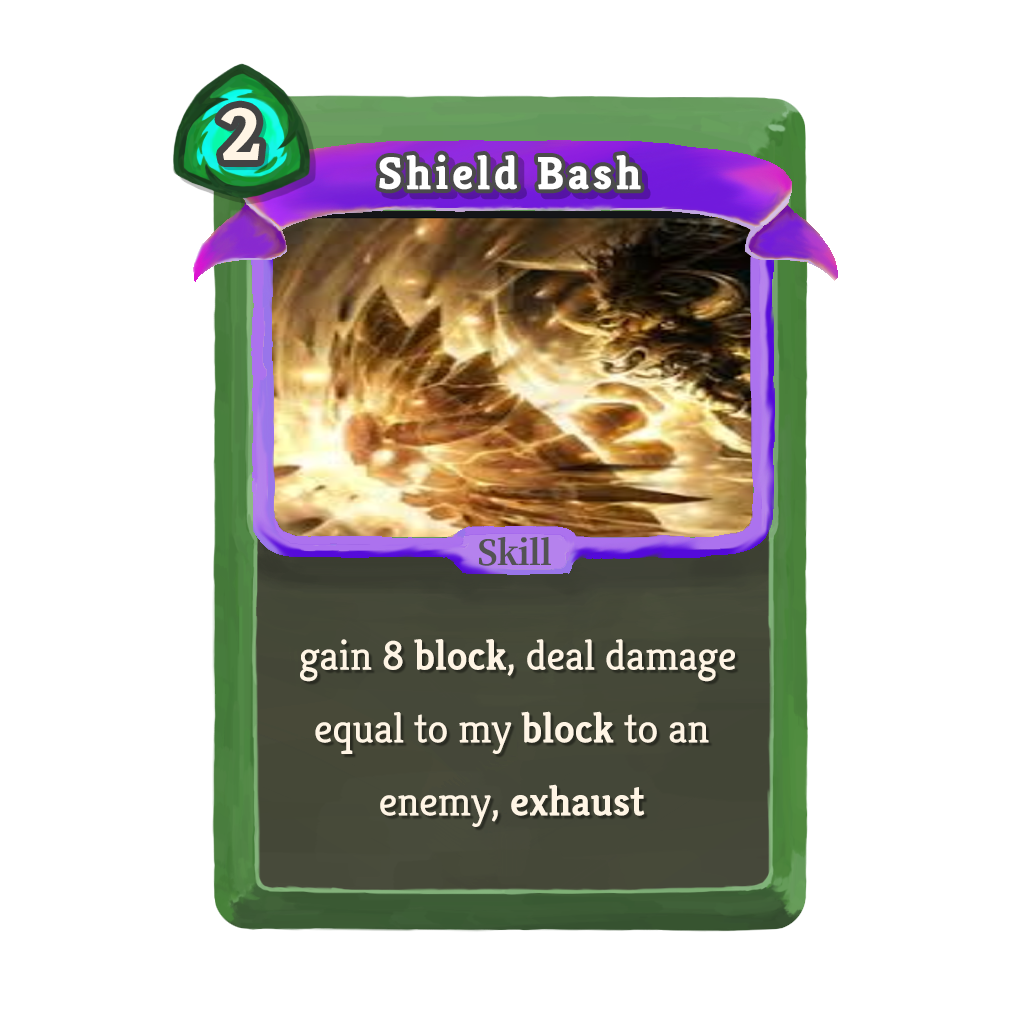 2
Shield Bash
Skill
gain 8 block, deal damage
equal to my block to an
enemy, exhaust